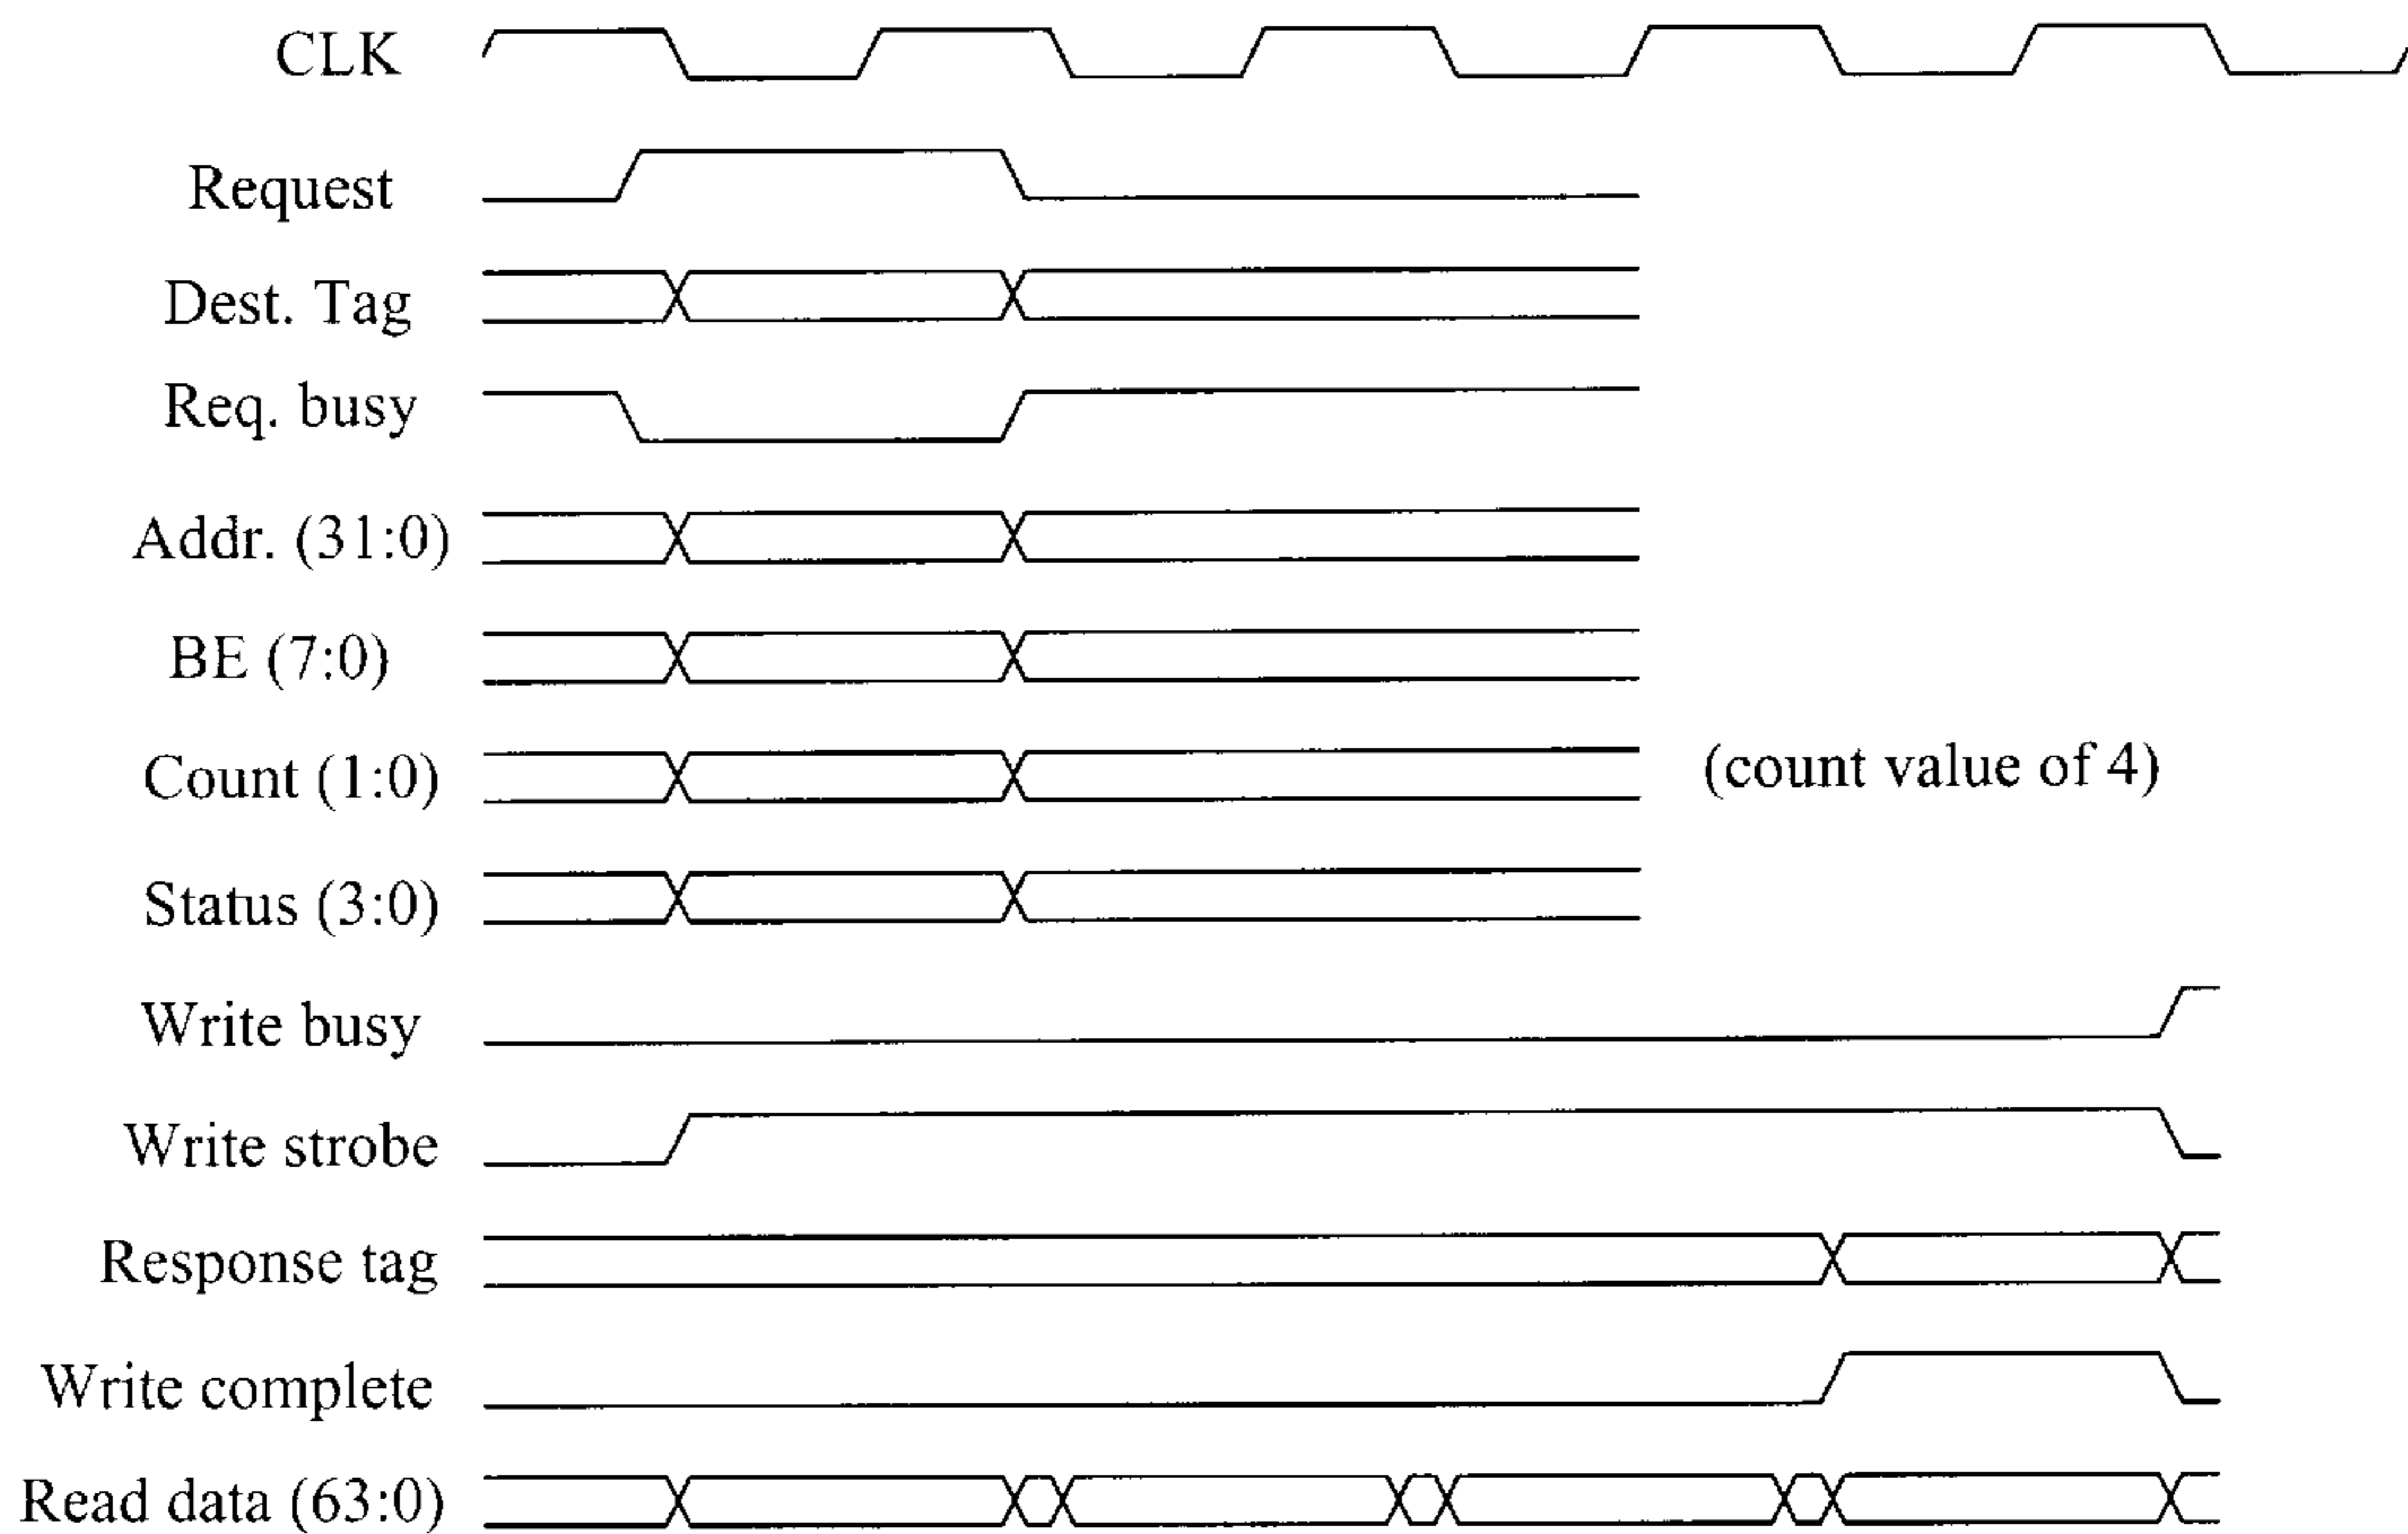 CLK
Request
Dest. Tag
Req. busy
Addr. (31:0)
BE (7:0)
Count (1:0)
(count value of 4)
Status (3:0)
Write busy
Write strobe
Response tag
Write complete
Read data (63:0)